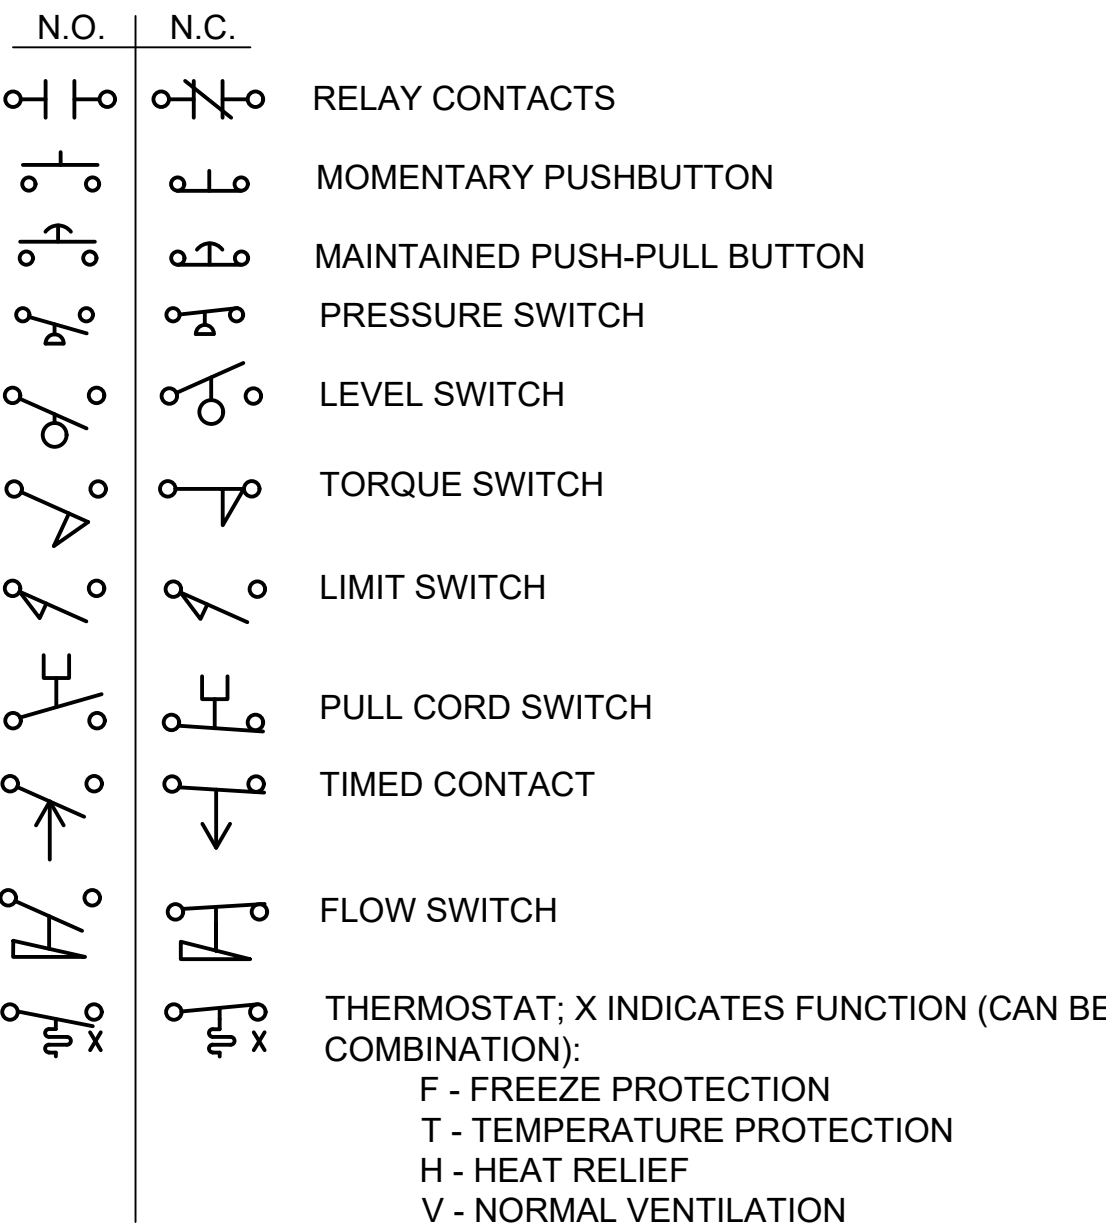 N.O. N.C.
RELAY CONTACTS
MOMENTARY PUSHBUTTON
MAINTAINED PUSH-PULL BUTTON
PRESSURE SWITCH
LEVEL SWITCH
TORQUE SWITCH
LIMIT SWITCH
PULL CORD SWITCH
TIMED CONTACT
FLOW SWITCH
X X THERMOSTAT; X INDICATES FUNCTION (CAN BE
COMBINATION):
F - FREEZE PROTECTION
T - TEMPERATURE PROTECTION
H - HEAT RELIEF
V - NORMAL VENTILATION